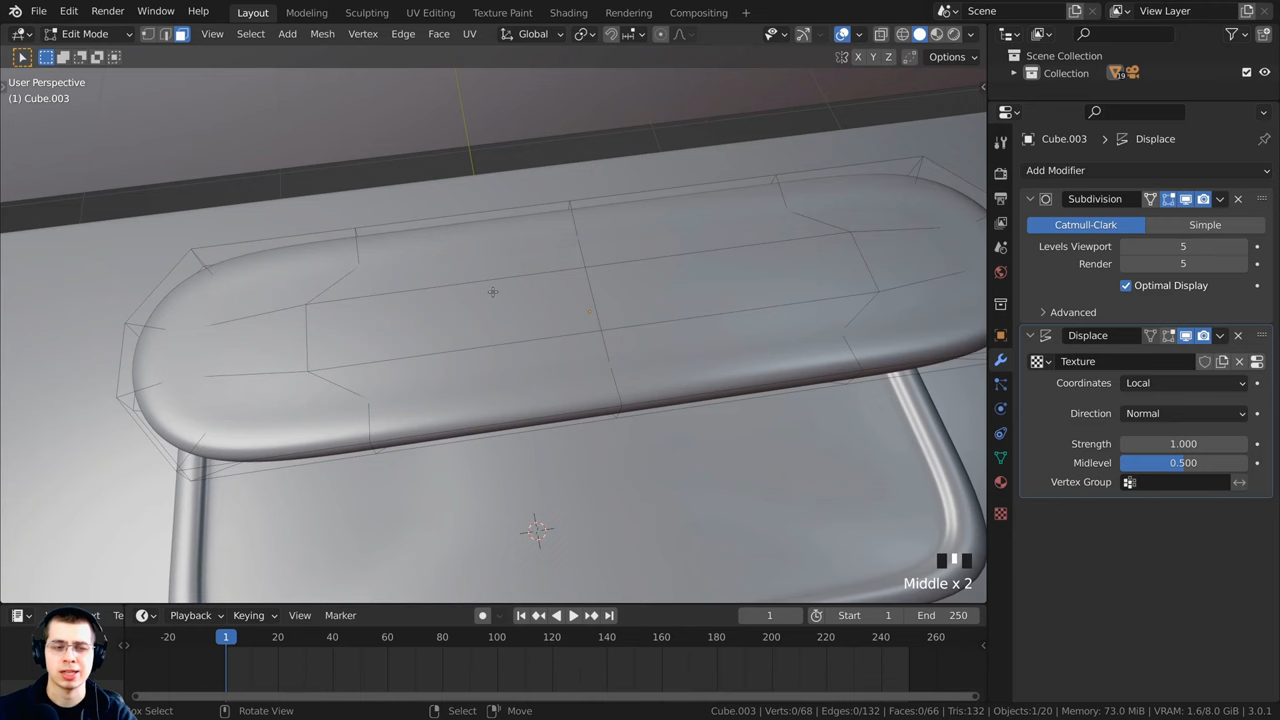 File Edit Render Window Help Layout Modeling Sculpting UV Editing Texture Paint Shading Rendering Compositing Scene View Layer
Edit Mode View Select Add Mesh Vertex Edge Face UV Global
X Y Z Options
User Perspective
(1) Cube.003
Scene Collection
Collection 19
Cube.003 > Displace
Add Modifier
Subdivision
Catmull-Clark Simple
Levels Viewport 5
Render 5
Optimal Display
Advanced
Displace
Texture
Coordinates Local
Direction Normal
Strength 1.000
Midlevel 0.500
Vertex Group
Middle x 2
Playback Keying View Marker 1 Start 1 End 250
-20 1 20 40 60 80 100 120 140 160 180 200 220 240 260
ox Select Rotate View Select Move Cube.003 | Verts:0/68 | Edges:0/132 | Faces:0/66 | Tris:132 | Objects:1/20 | Memory: 73.0 MiB | VRAM: 1.6/8.0 GiB | 3.0.1